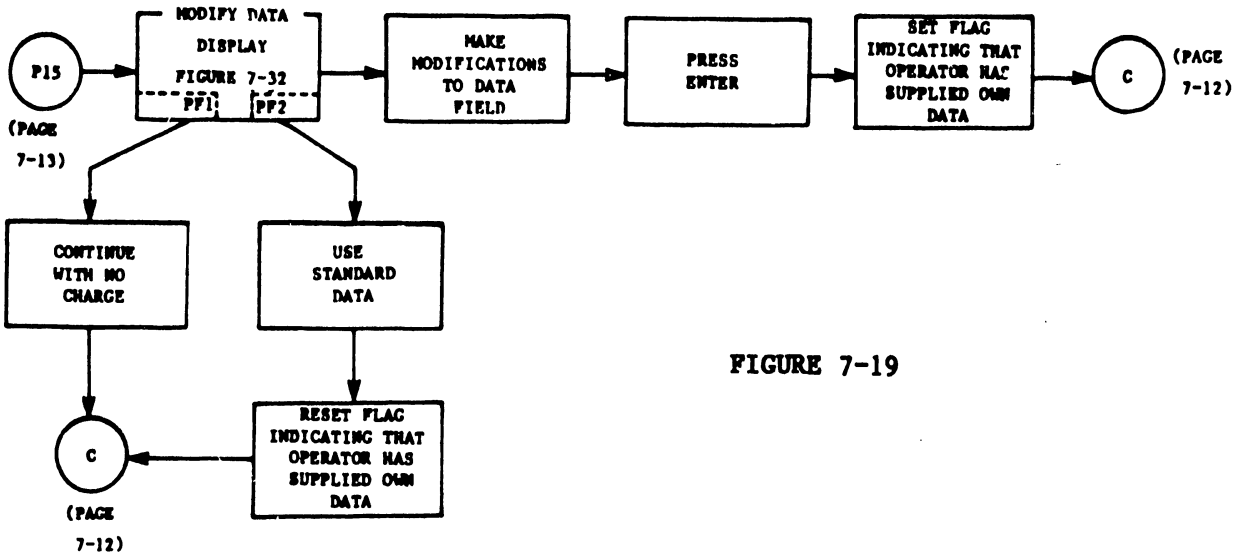 P15
(PAGE
7-13)
MODIFY DATA
DISPLAY
FIGURE 7-32
PF1
PF2
MAKE
MODIFICATIONS
TO DATA
FIELD
PRESS
ENTER
SET FLAG
INDICATING THAT
OPERATOR HAS
SUPPLIED OWN
DATA
C
(PAGE
7-12)
CONTINUE
WITH NO
CHARGE
USE
STANDARD
DATA
C
(PAGE
7-12)
RESET FLAG
INDICATING THAT
OPERATOR HAS
SUPPLIED OWN
DATA
FIGURE 7-19